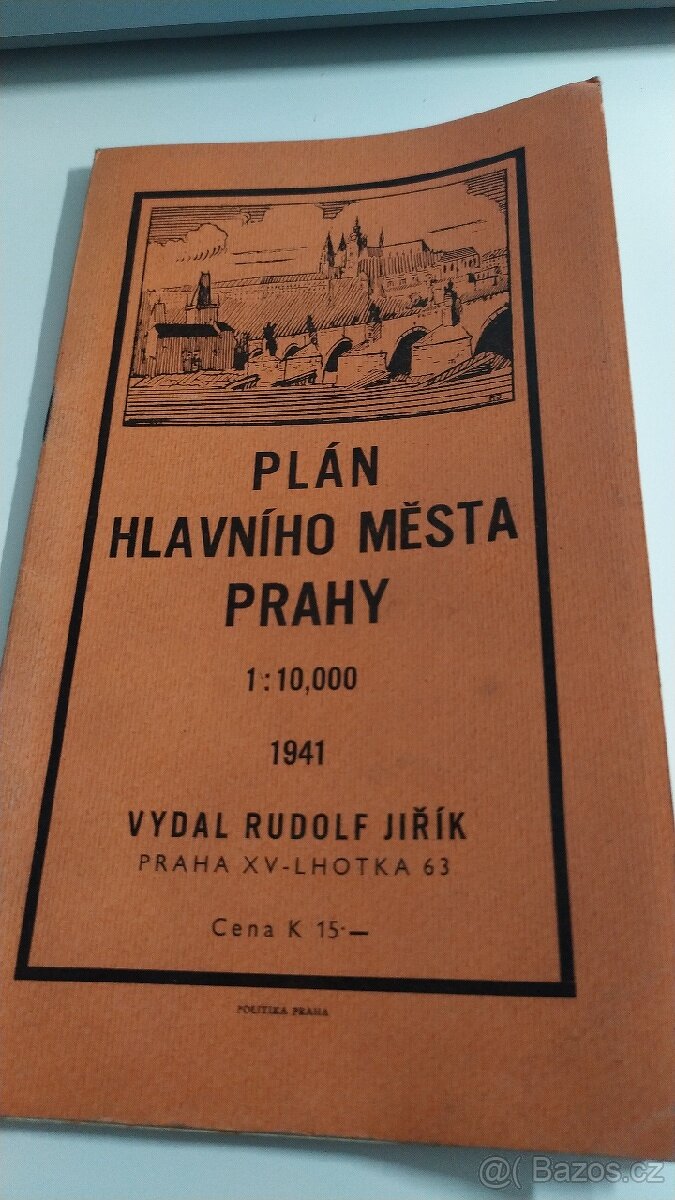 PLÁN
HLAVNÍHO MĚSTA
PRAHY
1:10,000
1941
VYDAL RUDOLF JIŘÍK
PRAHA XV-LHOTKA 63
Cena K 15·—
POLITIKA PRAHA
@( Bazos.cz